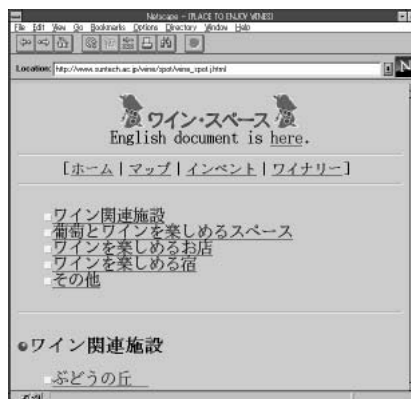 Netscape - [PLACE TO ENJOY WINE]
File Edit View Go Bookmarks Options Directory Window Help
Location: http://www.suntech.ac.jp/wine/spot/wine_spot.j.html
ワイン・スペース
English document is here.
[ホーム | マップ | インベント | ワイナリー]
ワイン関連施設
葡萄とワインを楽しめるスペース
ワインを楽しめるお店
ワインを楽しめる宿
その他
ワイン関連施設
ぶどうの丘